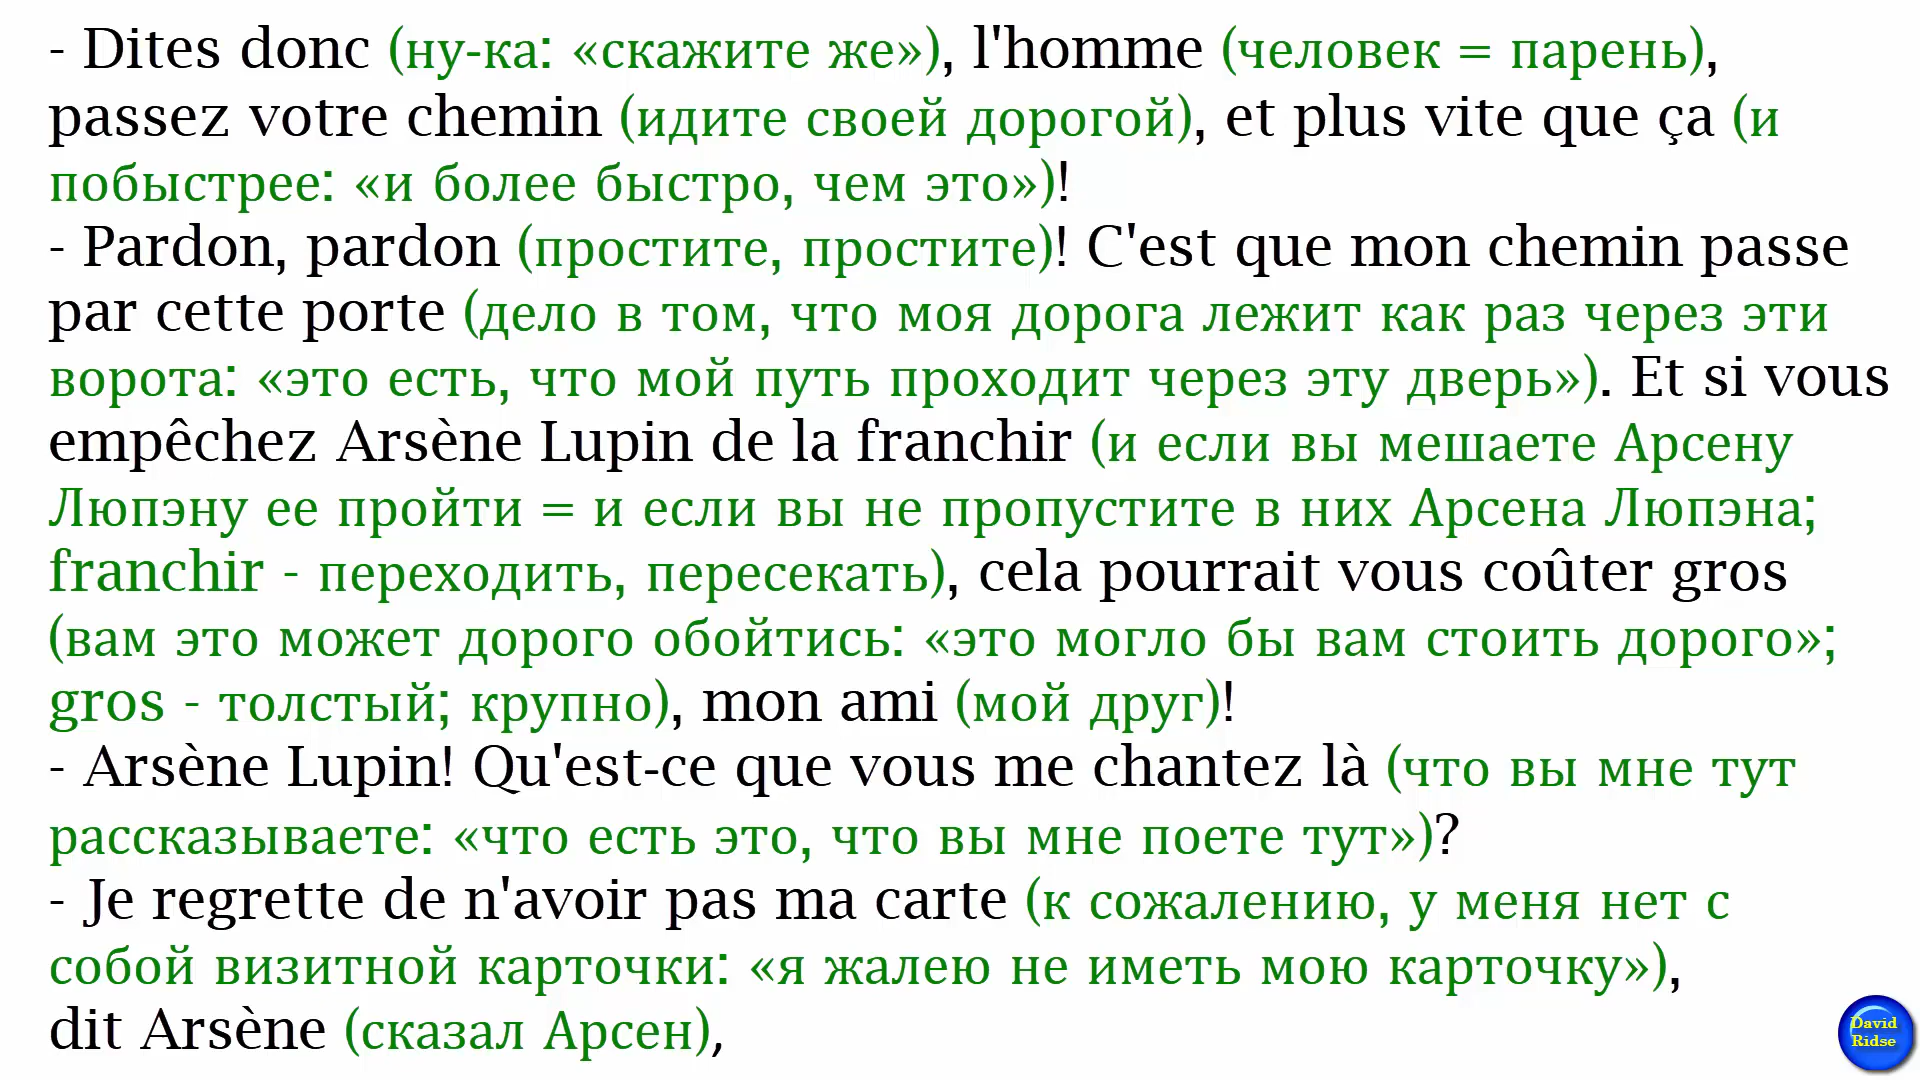 - Dites donc (ну-ка: «скажите же»), l'homme (человек = парень),
passez votre chemin (идите своей дорогой), et plus vite que ça (и
побыстрее: «и более быстро, чем это»)!
- Pardon, pardon (простите, простите)! C'est que mon chemin passe
par cette porte (дело в том, что моя дорога лежит как раз через эти
ворота: «это есть, что мой путь проходит через эту дверь»). Et si vous
empêchez Arsène Lupin de la franchir (и если вы мешаете Арсену
Люпэну ее пройти = и если вы не пропустите в них Арсена Люпэна;
franchir - переходить, пересекать), cela pourrait vous coûter gros
(вам это может дорого обойтись: «это могло бы вам стоить дорого»;
gros - толстый; крупно), mon ami (мой друг)!
- Arsène Lupin! Qu'est-ce que vous me chantez là (что вы мне тут
рассказываете: «что есть это, что вы мне поете тут»)?
- Je regrette de n'avoir pas ma carte (к сожалению, у меня нет с
собой визитной карточки: «я жалею не иметь мою карточку»),
dit Arsène (сказал Арсен),
David
Ridse